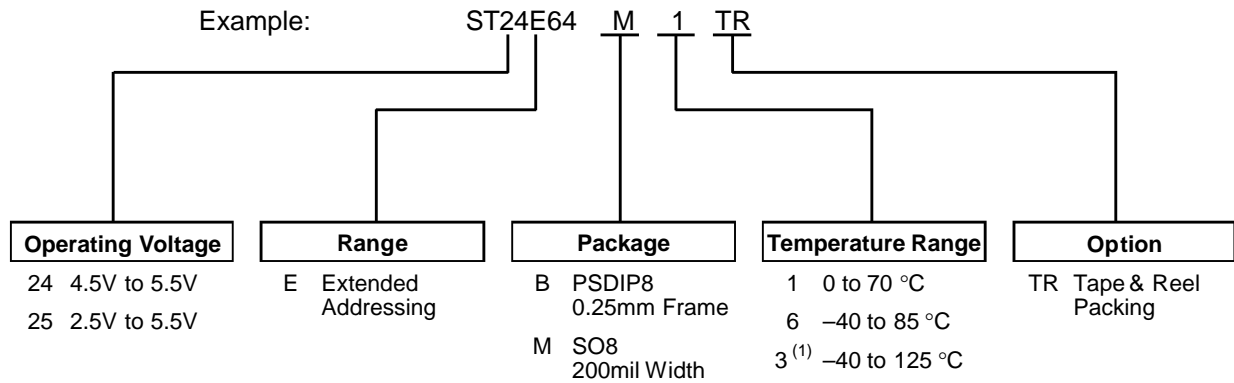 Example: ST24E64 M 1 TR
Operating Voltage
24 4.5V to 5.5V
25 2.5V to 5.5V
Range
E Extended
Addressing
Package
B PSDIP8
0.25mm Frame
M SO8
200mil Width
Temperature Range
1 0 to 70 °C
6 –40 to 85 °C
3 (1) –40 to 125 °C
Option
TR Tape & Reel
Packing